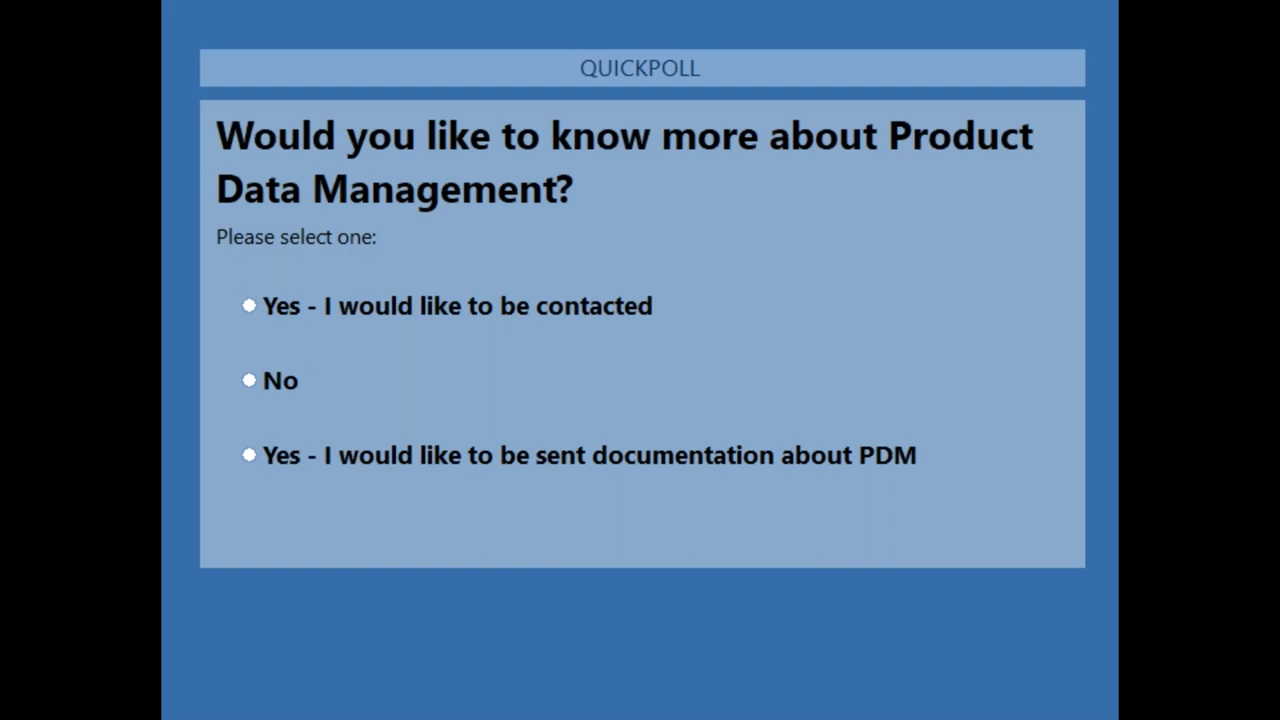 QUICKPOLL
Would you like to know more about Product
Data Management?
Please select one:
Yes - I would like to be contacted
No
Yes - I would like to be sent documentation about PDM